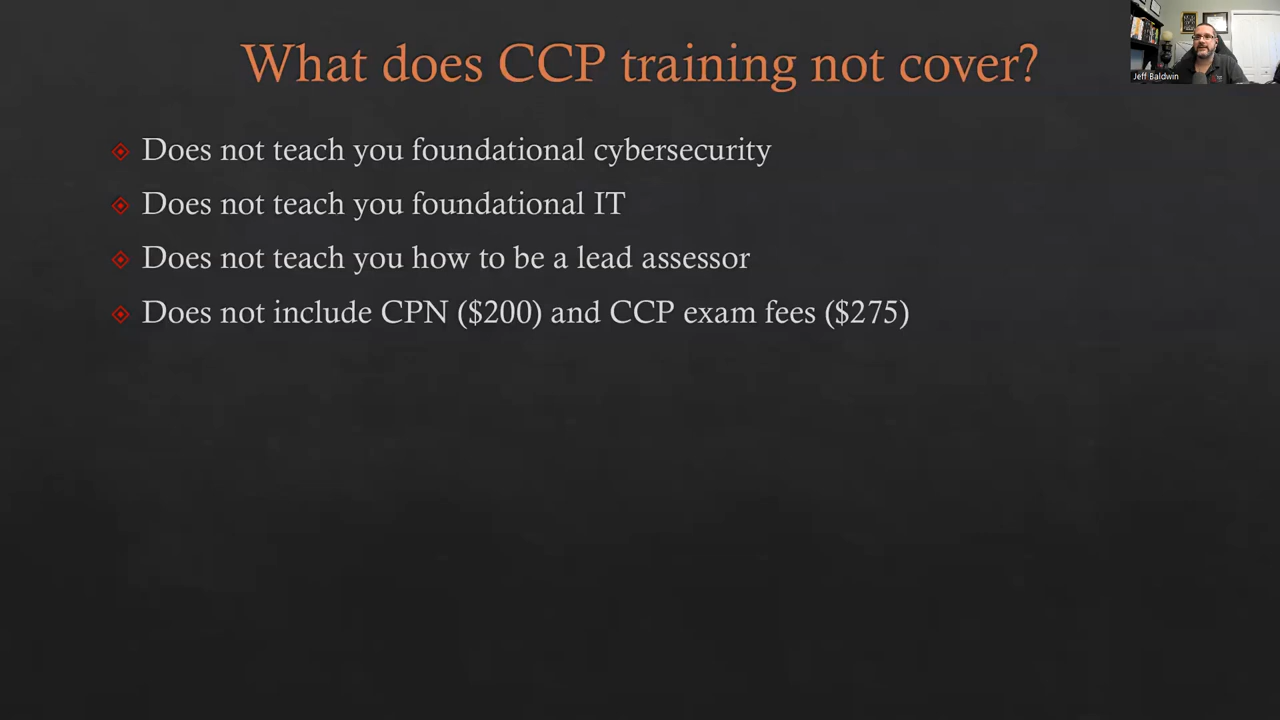 What does CCP training not cover?
Jeff Baldwin
Does not teach you foundational cybersecurity
Does not teach you foundational IT
Does not teach you how to be a lead assessor
Does not include CPN ($200) and CCP exam fees ($275)